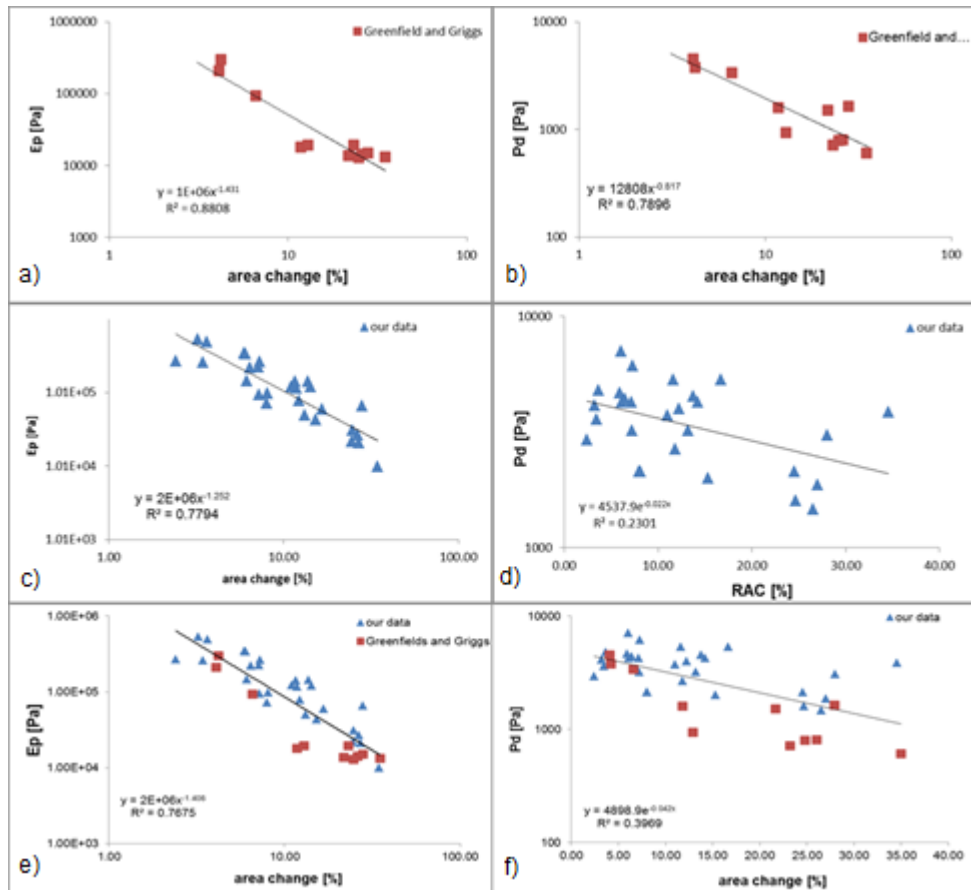 1000000
100000
10000
1000
Ep [Pa]
1
10
100
area change [%]
Greenfield and Griggs
y = 1E+06x^-1.431
R² = 0.8808
a)
10000
1000
100
Pd [Pa]
1
10
100
area change [%]
Greenfield and...
y = 12808x^-0.817
R² = 0.7896
b)
1.01E+05
1.01E+04
1.01E+03
Ep [Pa]
1.00
10.00
100.00
area change [%]
our data
y = 2E+06x^-1.252
R² = 0.7794
c)
10000
1000
Pd [Pa]
0.00
10.00
20.00
30.00
40.00
RAC [%]
our data
y = 4537.9e^-0.022x
R² = 0.2301
d)
1.00E+06
1.00E+05
1.00E+04
1.00E+03
Ep [Pa]
1.00
10.00
100.00
area change [%]
our data
Greenfields and Griggs
y = 2E+06x^-1.406
R² = 0.7675
e)
10000
1000
100
Pd [Pa]
0.00
5.00
10.00
15.00
20.00
25.00
30.00
35.00
40.00
area change [%]
our data
y = 4898.9e^-0.042x
R² = 0.3969
f)